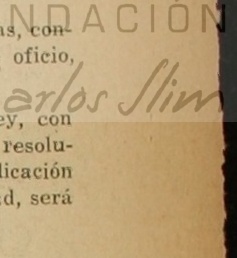 NDACIÓN
as, con-
oficio,
Carlos Slim
ey, con
resolu-
licación
d, será